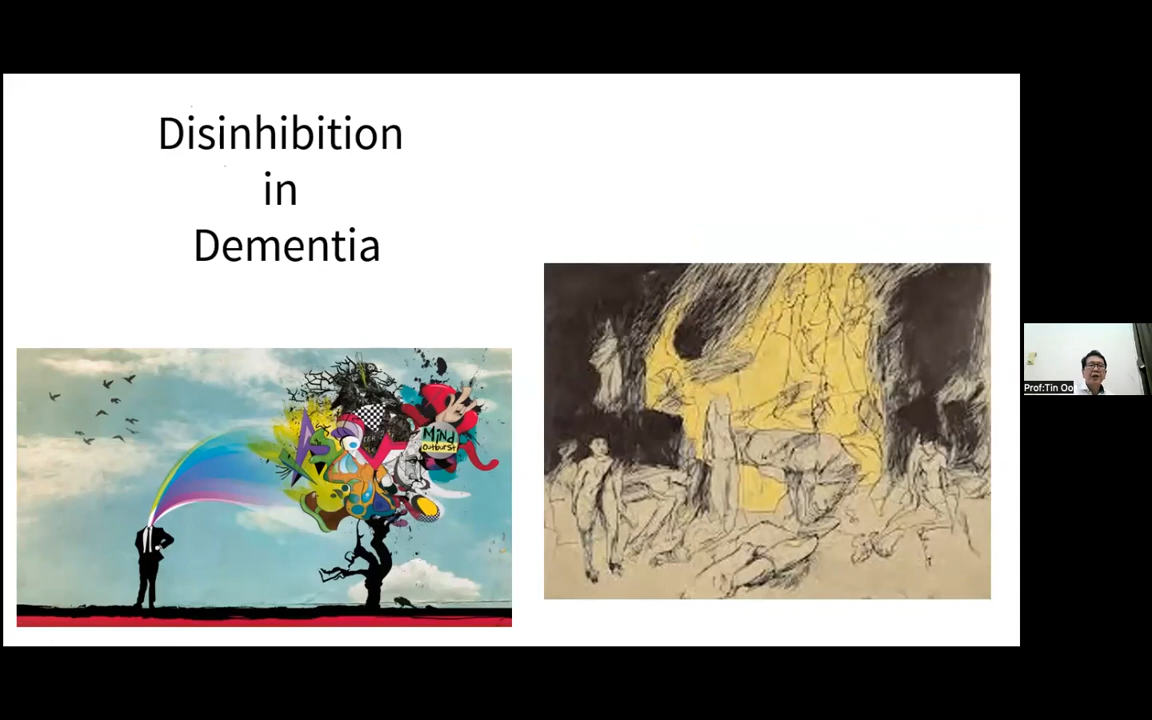 Disinhibition
in
Dementia
Mind
Outburst
Prof:Tin Oo